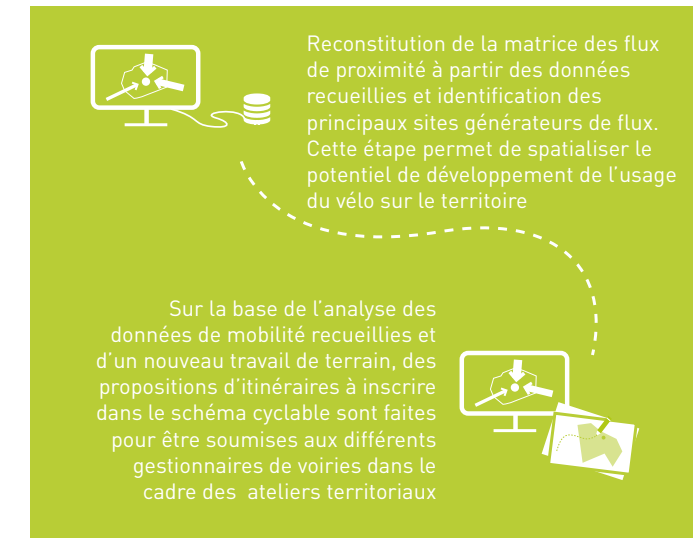 Reconstitution de la matrice des flux
de proximité à partir des données
recueillies et identification des
principaux sites générateurs de flux.
Cette étape permet de spatialiser le
potentiel de développement de l'usage
du vélo sur le territoire
Sur la base de l'analyse des
données de mobilité recueillies et
d'un nouveau travail de terrain, des
propositions d'itinéraires à inscrire
dans le schéma cyclable sont faites
pour être soumises aux différents
gestionnaires de voiries dans le
cadre des ateliers territoriaux